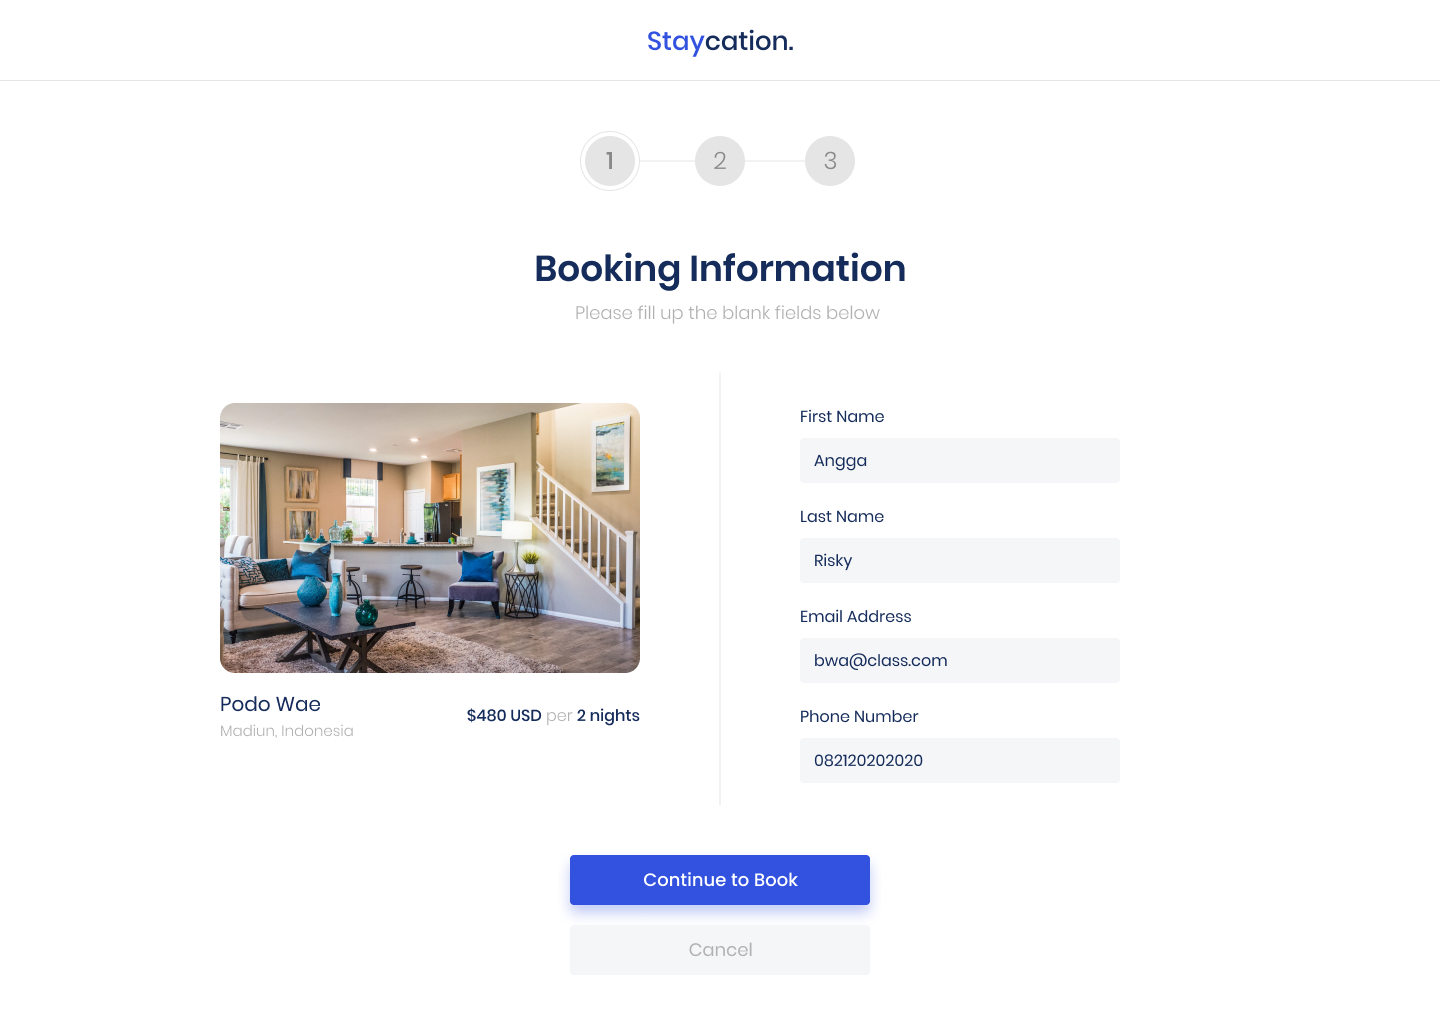 Staycation.
1 2 3
Booking Information
Please fill up the blank fields below
Podo Wae
Madiun, Indonesia
$480 USD per 2 nights
First Name
Angga
Last Name
Risky
Email Address
bwa@class.com
Phone Number
082120202020
Continue to Book
Cancel